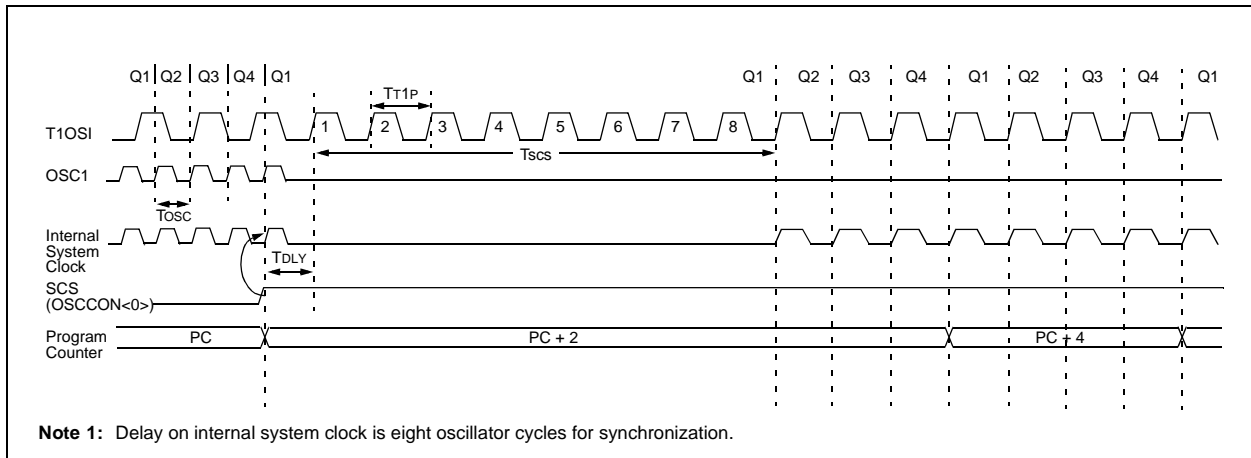 Q1 Q2 Q3 Q4 Q1 Q1 Q2 Q3 Q4 Q1 Q2 Q3 Q4 Q1
TT1P
T1OSI
1 2 3 4 5 6 7 8
TSCS
OSC1
TOSC
Internal
System
Clock
TDLY
SCS
(OSCCON<0>)
Program
Counter
PC PC + 2 PC + 4
Note 1: Delay on internal system clock is eight oscillator cycles for synchronization.